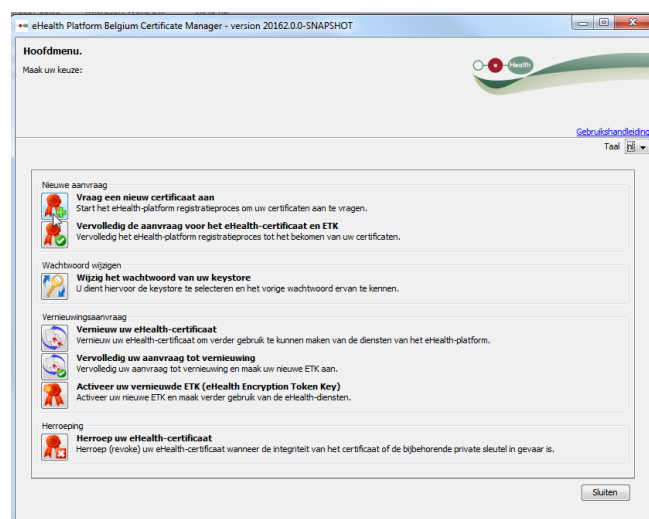 eHealth Platform Belgium Certificate Manager - version 20162.0.0-SNAPSHOT
Hoofdmenu.
Maak uw keuze:
e Health
Gebruikshandleiding
Taal nl
Nieuwe aanvraag
Vraag een nieuw certificaat aan
Start het eHealth-platform registratieproces om uw certificaten aan te vragen.
Vervolledig de aanvraag voor het eHealth-certificaat en ETK
Vervolledig het eHealth-platform registratieproces tot het bekomen van uw certificaten.
Wachtwoord wijzigen
Wijzig het wachtwoord van uw keystore
U dient hiervoor de keystore te selecteren en het vorige wachtwoord ervan te kennen.
Vernieuwingsaanvraag
Vernieuw uw eHealth-certificaat
Vernieuw uw eHealth-certificaat om verder gebruik te kunnen maken van de diensten van het eHealth-platform.
Vervolledig uw aanvraag tot vernieuwing
Vervolledig uw aanvraag tot vernieuwing en maak uw nieuwe ETK aan.
Activeer uw vernieuwde ETK (eHealth Encryption Token Key)
Activeer uw nieuwe ETK en maak verder gebruik van de eHealth-diensten.
Herroeping
Herroep uw eHealth-certificaat
Herroep (revoke) uw eHealth-certificaat wanneer de integriteit van het certificaat of de bijbehorende private sleutel in gevaar is.
Sluiten